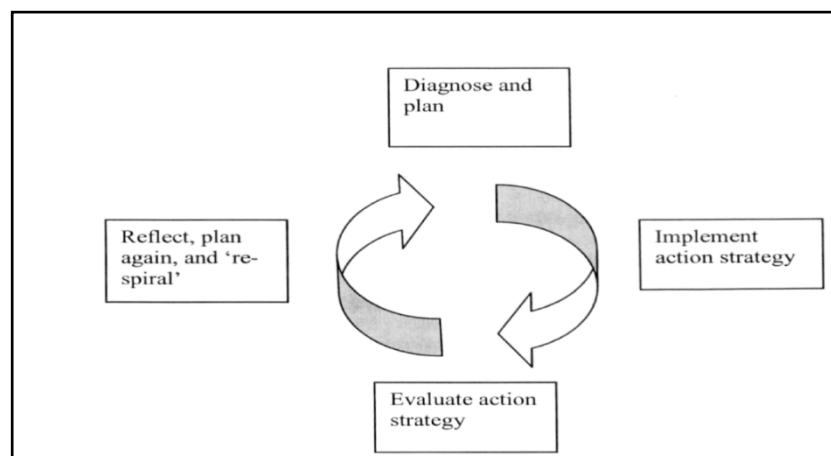 Diagnose and
plan
Reflect, plan
again, and ‘re-
spiral’
Implement
action strategy
Evaluate action
strategy